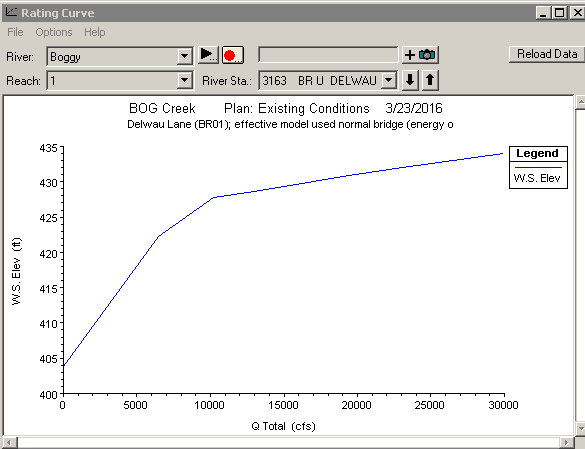 Rating Curve
File Options Help
River: Boggy Reload Data
Reach: 1 River Sta.: 3163 BR U DELWAU
BOG Creek Plan: Existing Conditions 3/23/2016
Delwau Lane (BR01); effective model used normal bridge (energy o
Legend
W.S. Elev
435
430
425
420
415
410
405
400
W.S. Elev (ft)
0 5000 10000 15000 20000 25000 30000
Q Total (cfs)